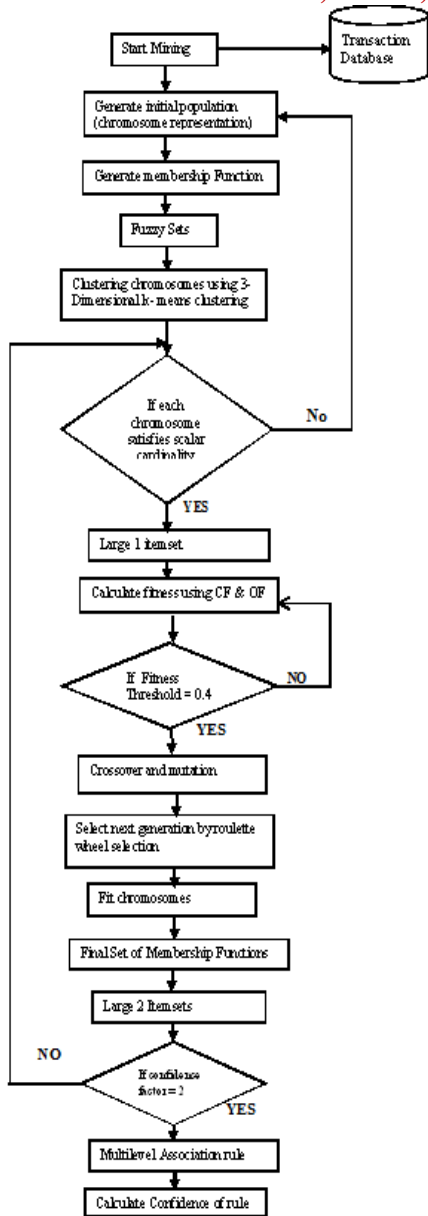 Start Mining
Transaction
Database
Generate initial population
(chromosome representation)
Generate membership Function
Fuzzy Sets
Clustering chromosomes using 3-
Dimensional k- means clustering
If each
chromosome
satisfies scalar
cardinality
No
YES
Large 1 item set
Calculate fitness using CF & OF
If Fitness
Threshold = 0.4
NO
YES
Crossover and mutation
Select next generation by roulette
wheel selection
Fit chromosomes
Final Set of Membership Functions
Large 2 Itemsets
NO
If confidence
factor = 2
YES
Multilevel Association rule
Calculate Confidence of rule